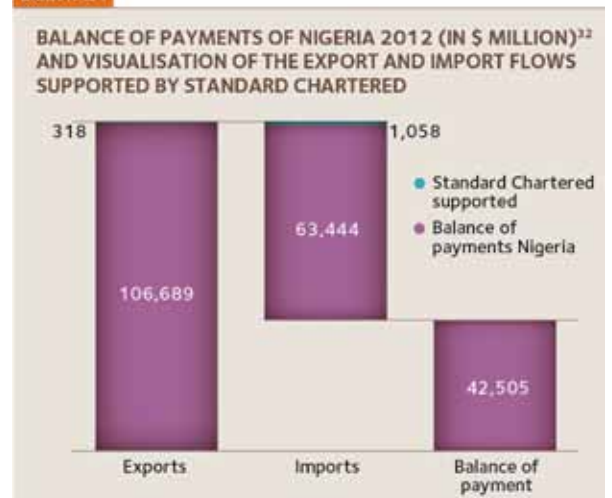 BALANCE OF PAYMENTS OF NIGERIA 2012 (IN $ MILLION)³²
AND VISUALISATION OF THE EXPORT AND IMPORT FLOWS
SUPPORTED BY STANDARD CHARTERED
318
1,058
Standard Chartered
supported
Balance of
payments Nigeria
63,444
106,689
42,505
Exports
Imports
Balance of
payment